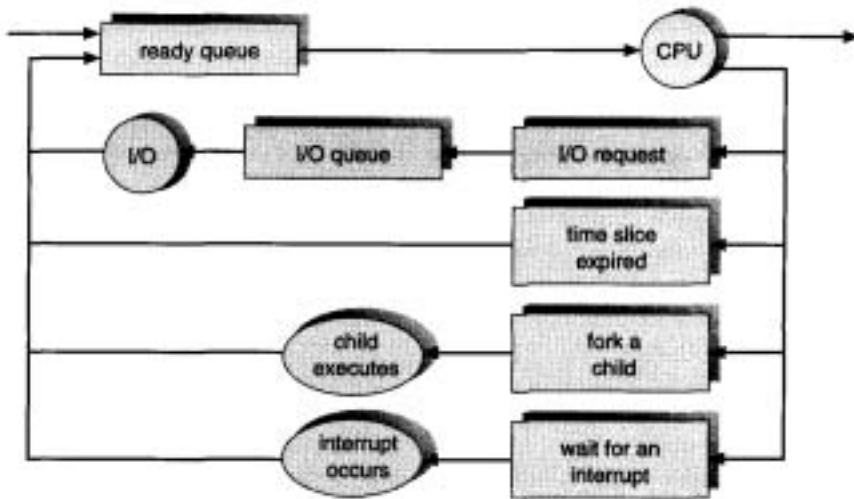 ready queue
CPU
I/O
I/O queue
I/O request
time slice
expired
child
executes
fork a
child
interrupt
occurs
wait for an
interrupt